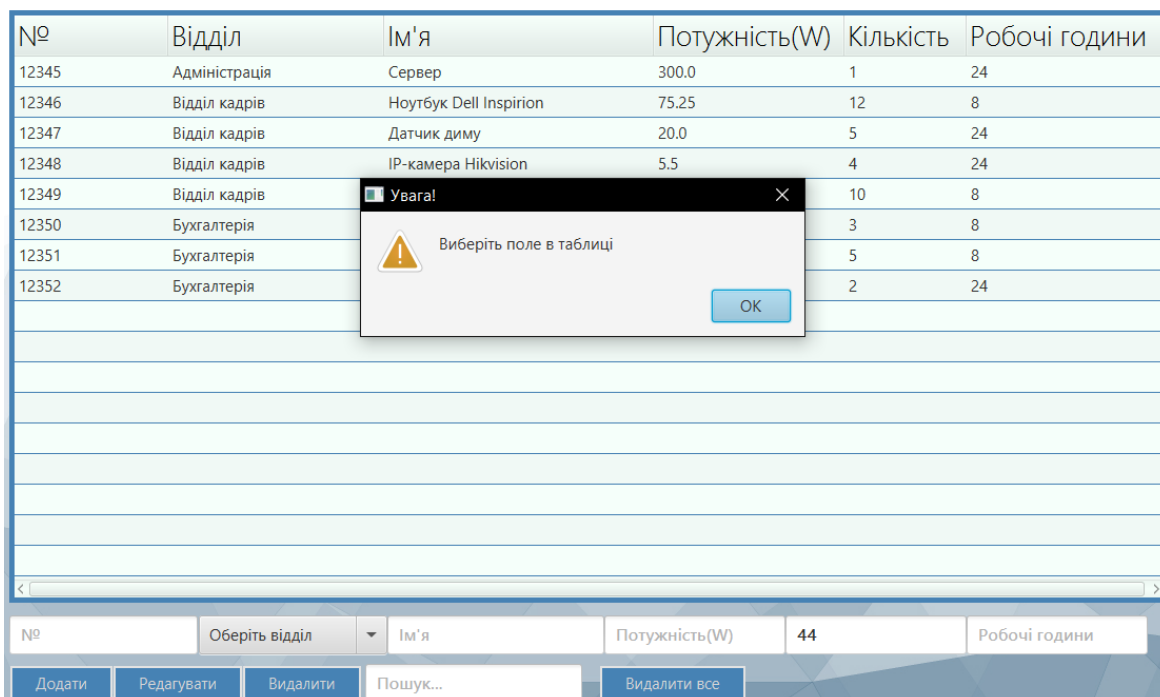 № Відділ Ім'я Потужність(W) Кількість Робочі години
12345 Адміністрація Сервер 300.0 1 24
12346 Відділ кадрів Ноутбук Dell Inspirion 75.25 12 8
12347 Відділ кадрів Датчик диму 20.0 5 24
12348 Відділ кадрів IP-камера Hikvision 5.5 4 24
12349 Відділ кадрів 10 8
12350 Бухгалтерія 3 8
12351 Бухгалтерія 5 8
12352 Бухгалтерія 2 24
Увага!
Виберіть поле в таблиці
OK
№ Оберіть відділ Ім'я Потужність(W) 44 Робочі години
Додати Редагувати Видалити Пошук... Видалити все